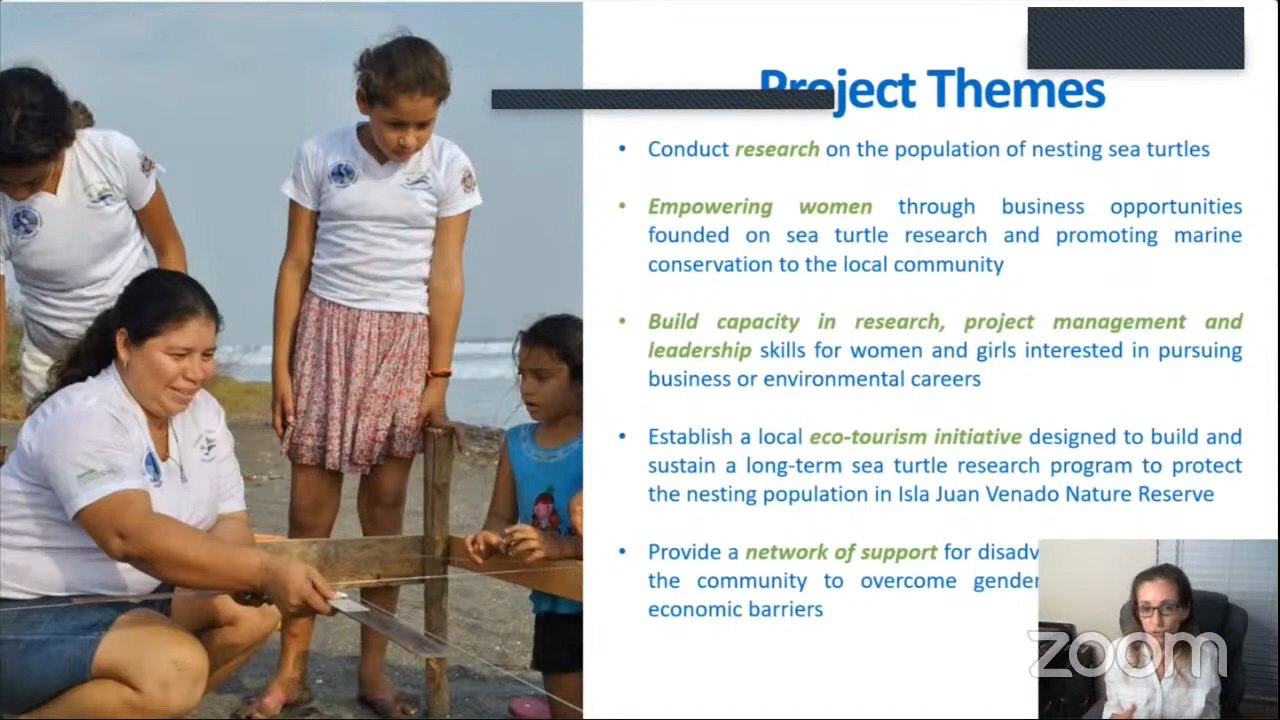 Project Themes
• Conduct research on the population of nesting sea turtles
• Empowering women through business opportunities
founded on sea turtle research and promoting marine
conservation to the local community
• Build capacity in research, project management and
leadership skills for women and girls interested in pursuing
business or environmental careers
• Establish a local eco-tourism initiative designed to build and
sustain a long-term sea turtle research program to protect
the nesting population in Isla Juan Venado Nature Reserve
• Provide a network of support for
the community to overcome
economic barriers
zoom